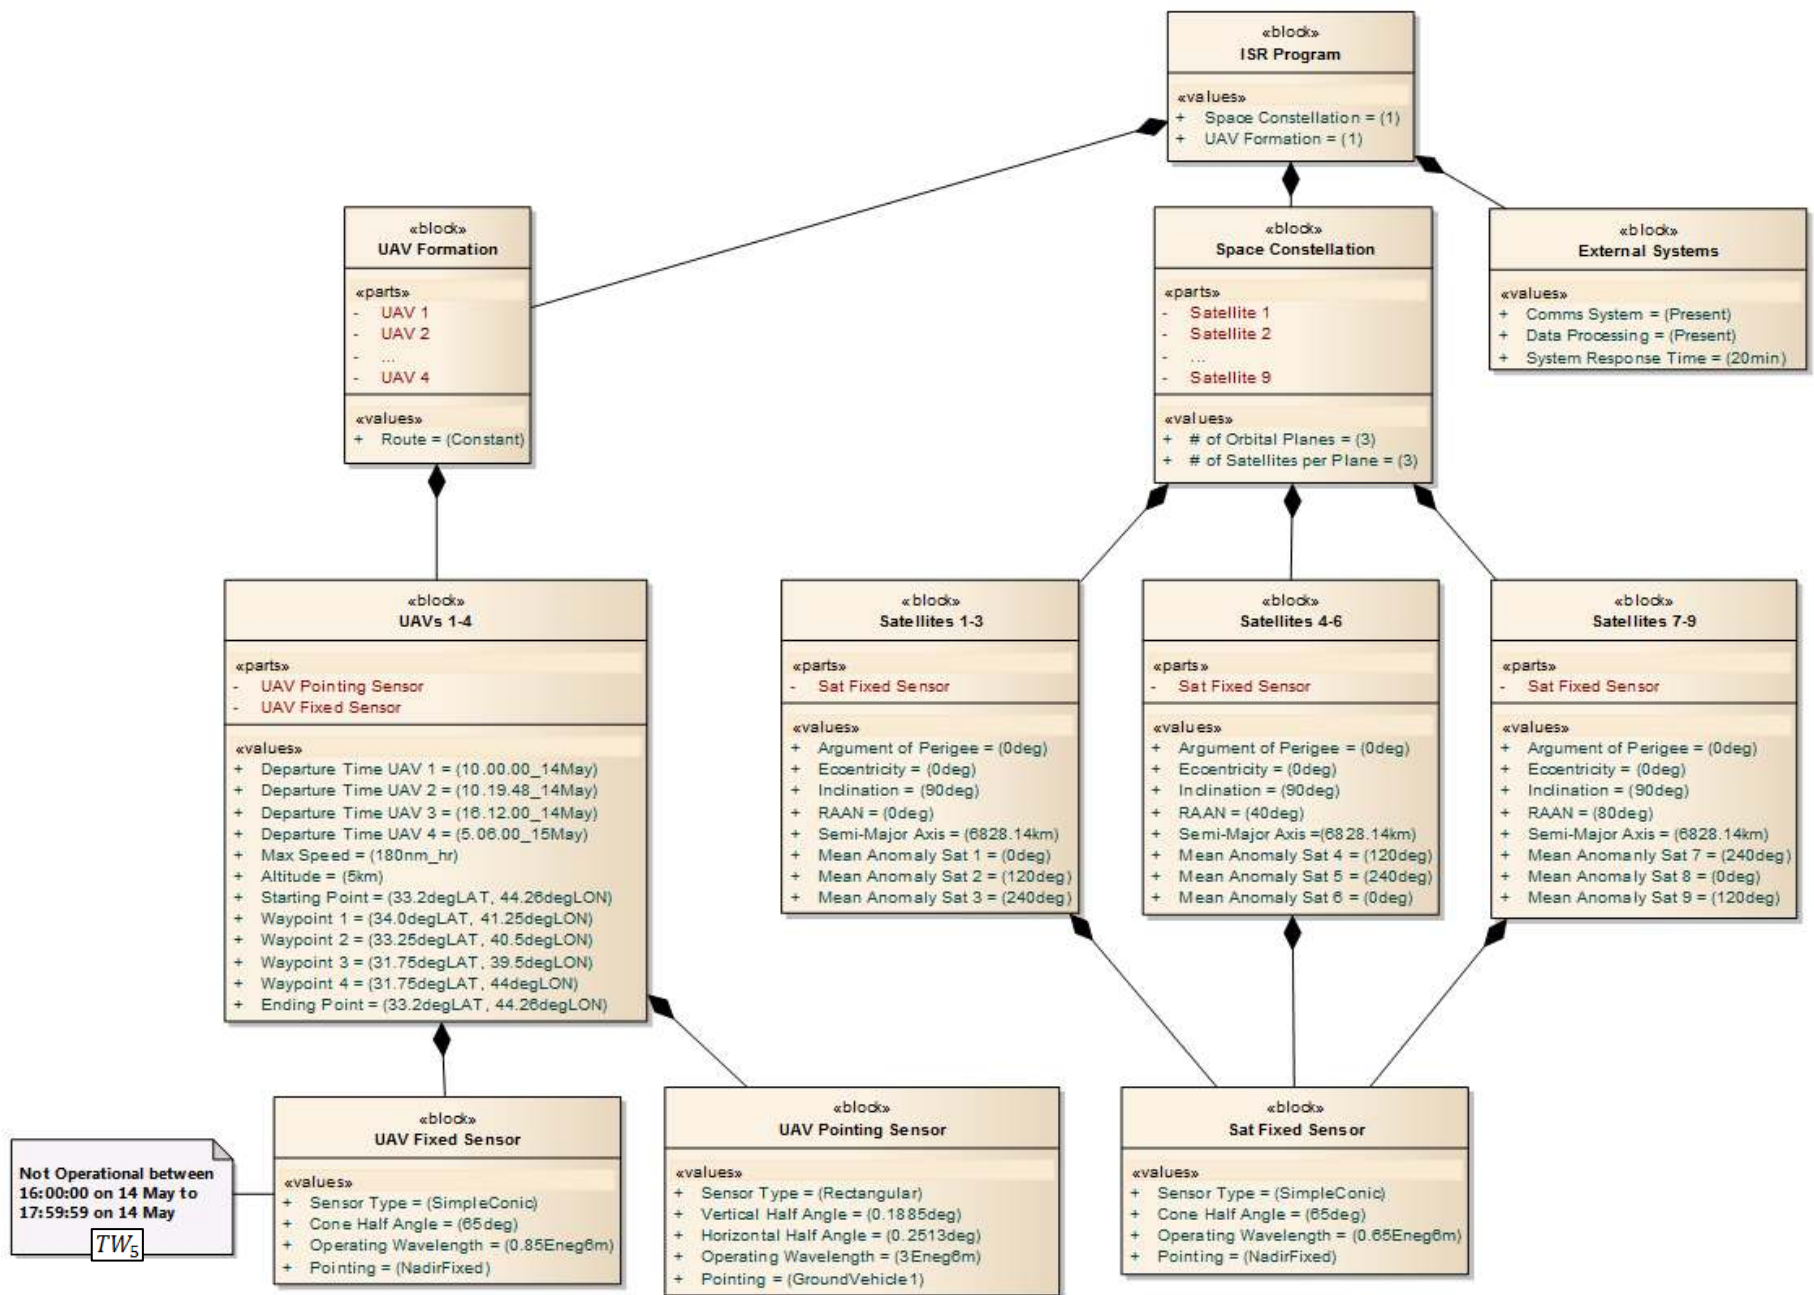 «block»
ISR Program
«values»
+ Space Constellation = (1)
+ UAV Formation = (1)
«block»
UAV Formation
«parts»
- UAV 1
- UAV 2
- ...
- UAV 4
«values»
+ Route = (Constant)
«block»
Space Constellation
«parts»
- Satellite 1
- Satellite 2
- ...
- Satellite 9
«values»
+ # of Orbital Planes = (3)
+ # of Satellites per Plane = (3)
«block»
External Systems
«values»
+ Comms System = (Present)
+ Data Processing = (Present)
+ System Response Time = (20min)
«block»
UAVs 1-4
«parts»
- UAV Pointing Sensor
- UAV Fixed Sensor
«values»
+ Departure Time UAV 1 = (10.00.00_14May)
+ Departure Time UAV 2 = (10.19.48_14May)
+ Departure Time UAV 3 = (16.12.00_14May)
+ Departure Time UAV 4 = (5.06.00_15May)
+ Max Speed = (180nm_hr)
+ Altitude = (5km)
+ Starting Point = (33.2degLAT, 44.26degLON)
+ Waypoint 1 = (34.0degLAT, 41.25degLON)
+ Waypoint 2 = (33.25degLAT, 40.5degLON)
+ Waypoint 3 = (31.75degLAT, 39.5degLON)
+ Waypoint 4 = (31.75degLAT, 44degLON)
+ Ending Point = (33.2degLAT, 44.26degLON)
«block»
Satellites 1-3
«parts»
- Sat Fixed Sensor
«values»
+ Argument of Perigee = (0deg)
+ Eccentricity = (0deg)
+ Inclination = (90deg)
+ RAAN = (0deg)
+ Semi-Major Axis = (6828.14km)
+ Mean Anomaly Sat 1 = (0deg)
+ Mean Anomaly Sat 2 = (120deg)
+ Mean Anomaly Sat 3 = (240deg)
«block»
Satellites 4-6
«parts»
- Sat Fixed Sensor
«values»
+ Argument of Perigee = (0deg)
+ Eccentricity = (0deg)
+ Inclination = (90deg)
+ RAAN = (40deg)
+ Semi-Major Axis =(6828.14km)
+ Mean Anomaly Sat 4 = (120deg)
+ Mean Anomaly Sat 5 = (240deg)
+ Mean Anomaly Sat 6 = (0deg)
«block»
Satellites 7-9
«parts»
- Sat Fixed Sensor
«values»
+ Argument of Perigee = (0deg)
+ Eccentricity = (0deg)
+ Inclination = (90deg)
+ RAAN = (80deg)
+ Semi-Major Axis = (6828.14km)
+ Mean Anomanly Sat 7 = (240deg)
+ Mean Anomaly Sat 8 = (0deg)
+ Mean Anomaly Sat 9 = (120deg)
Not Operational between
16:00:00 on 14 May to
17:59:59 on 14 May
TW₅
«block»
UAV Fixed Sensor
«values»
+ Sensor Type = (SimpleConic)
+ Cone Half Angle = (65deg)
+ Operating Wavelength = (0.85Eneg6m)
+ Pointing = (NadirFixed)
«block»
UAV Pointing Sensor
«values»
+ Sensor Type = (Rectangular)
+ Vertical Half Angle = (0.1885deg)
+ Horizontal Half Angle = (0.2513deg)
+ Operating Wavelength = (3Eneg6m)
+ Pointing = (GroundVehicle1)
«block»
Sat Fixed Sensor
«values»
+ Sensor Type = (SimpleConic)
+ Cone Half Angle = (65deg)
+ Operating Wavelength = (0.65Eneg6m)
+ Pointing = (NadirFixed)